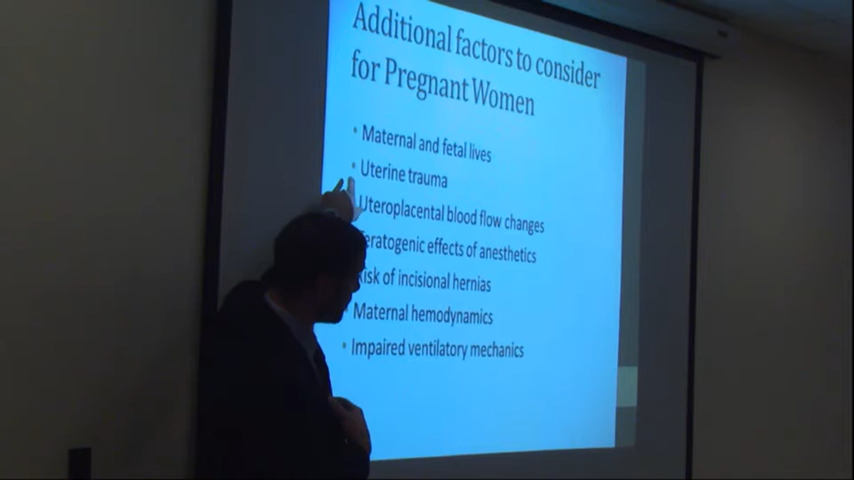 Additional factors to consider
for Pregnant Women
• Maternal and fetal lives
• Uterine trauma
Uteroplacental blood flow changes
eratogenic effects of anesthetics
Risk of incisional hernias
• Maternal hemodynamics
• Impaired ventilatory mechanics